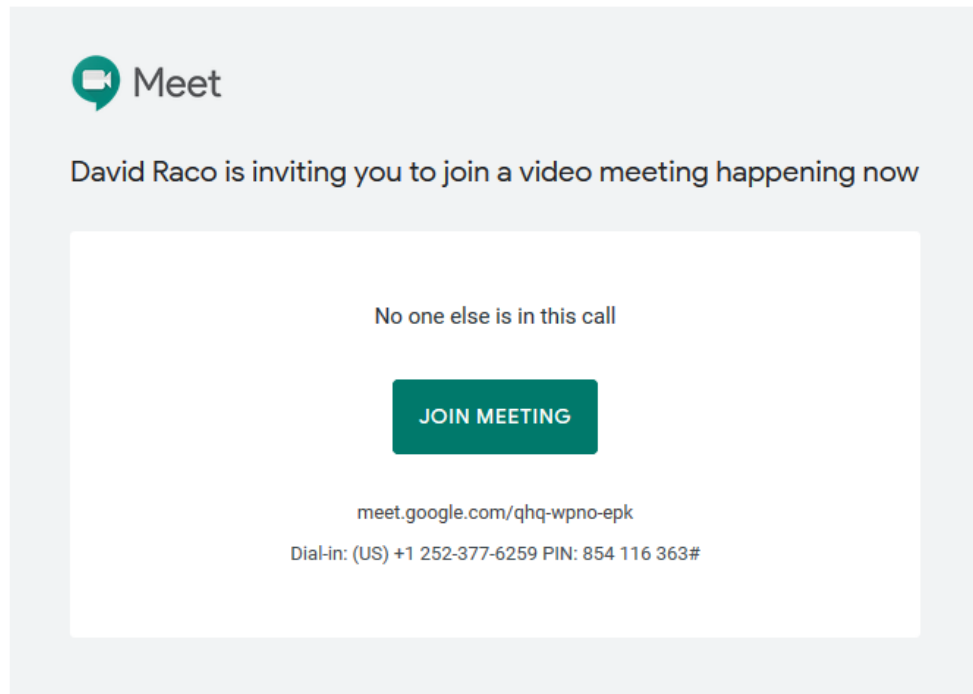 Meet
David Raco is inviting you to join a video meeting happening now
No one else is in this call
JOIN MEETING
meet.google.com/qhq-wpno-epk
Dial-in: (US) +1 252-377-6259 PIN: 854 116 363#